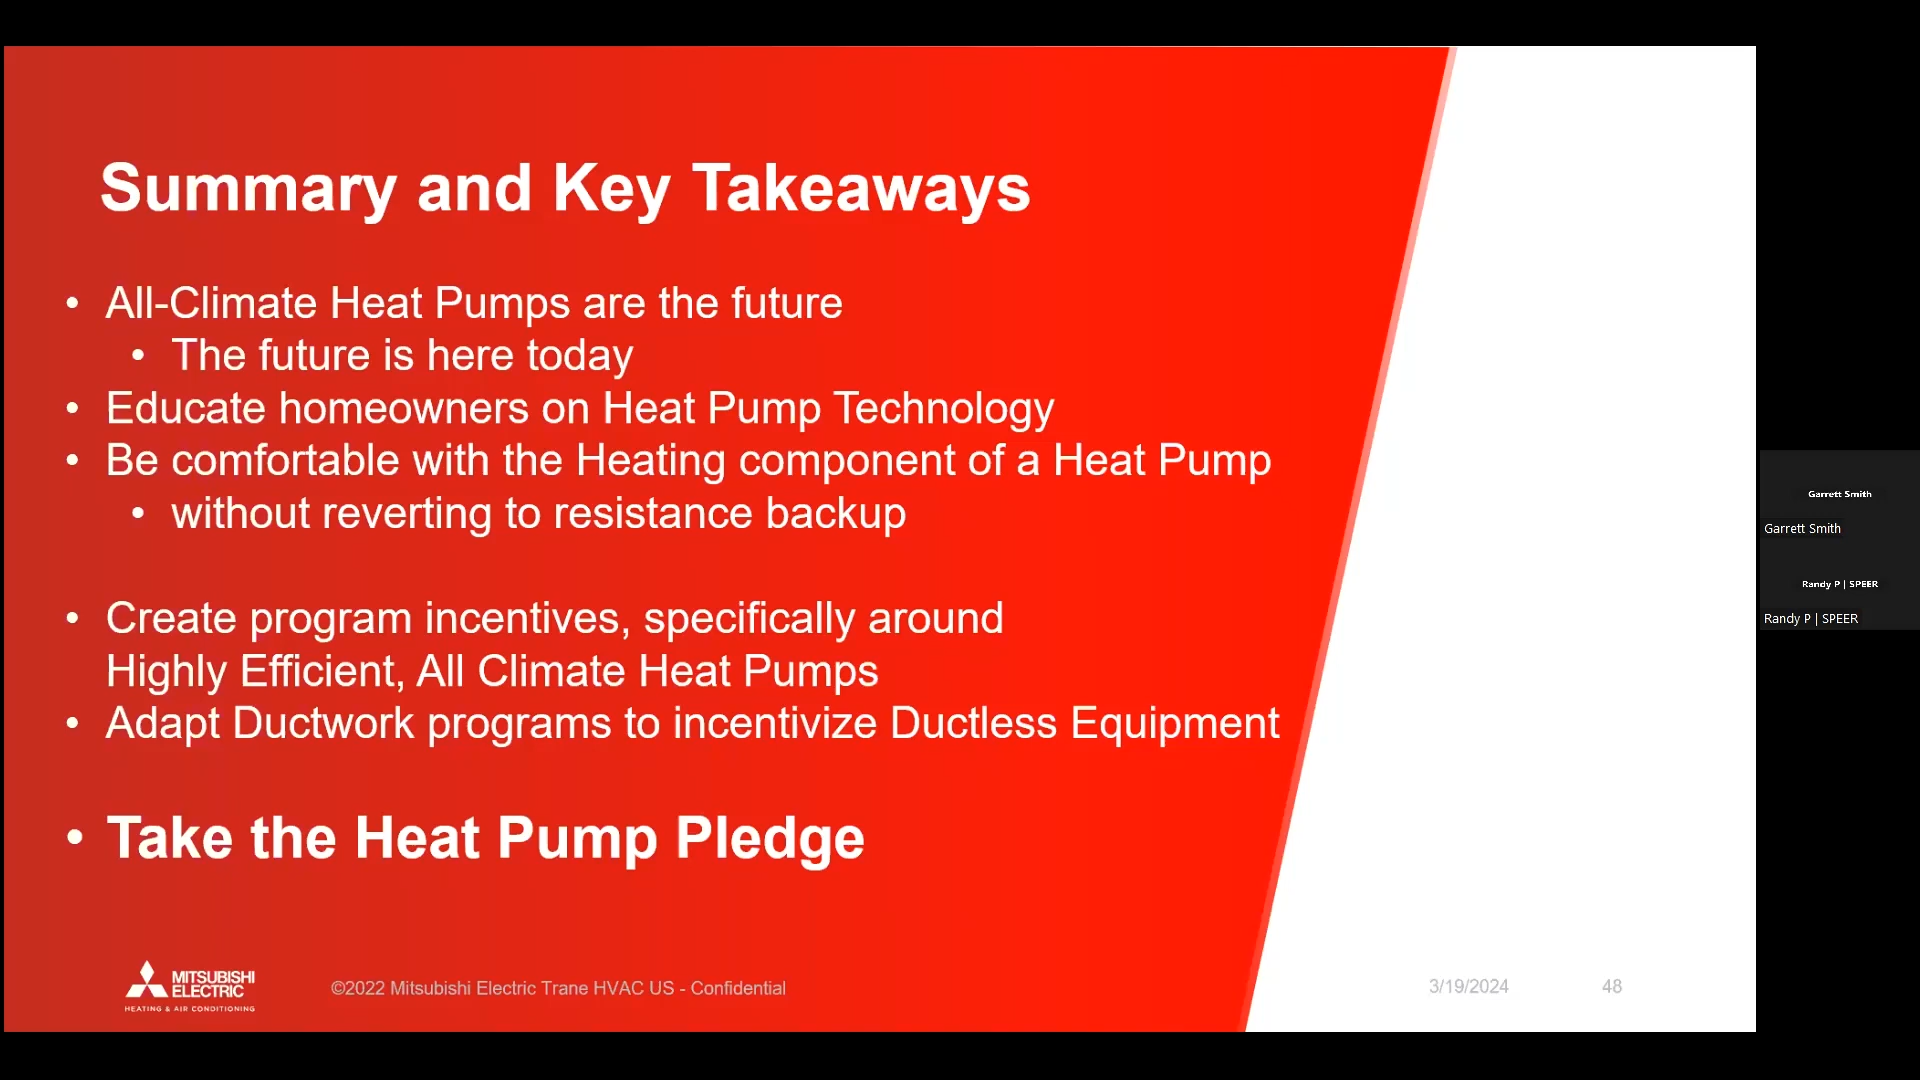 Summary and Key Takeaways
• All-Climate Heat Pumps are the future
• The future is here today
• Educate homeowners on Heat Pump Technology
• Be comfortable with the Heating component of a Heat Pump
• without reverting to resistance backup
• Create program incentives, specifically around
Highly Efficient, All Climate Heat Pumps
• Adapt Ductwork programs to incentivize Ductless Equipment
• Take the Heat Pump Pledge
MITSUBISHI
ELECTRIC
HEATING & AIR CONDITIONING
©2022 Mitsubishi Electric Trane HVAC US - Confidential
3/19/2024
48
Garrett Smith
Garrett Smith
Randy P | SPEER
Randy P | SPEER